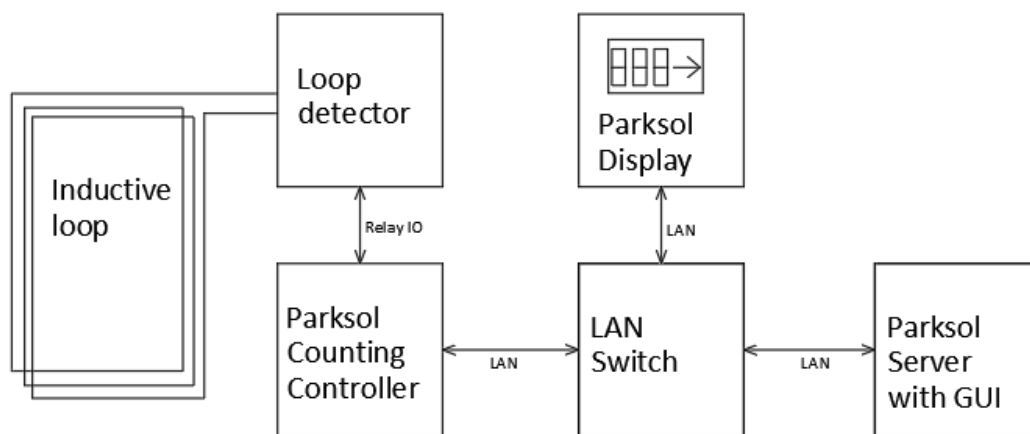 Loop
detector
Parksol
Display
Inductive
loop
Relay IO
LAN
Parksol
Counting
Controller
LAN
LAN
Switch
LAN
Parksol
Server
with GUI